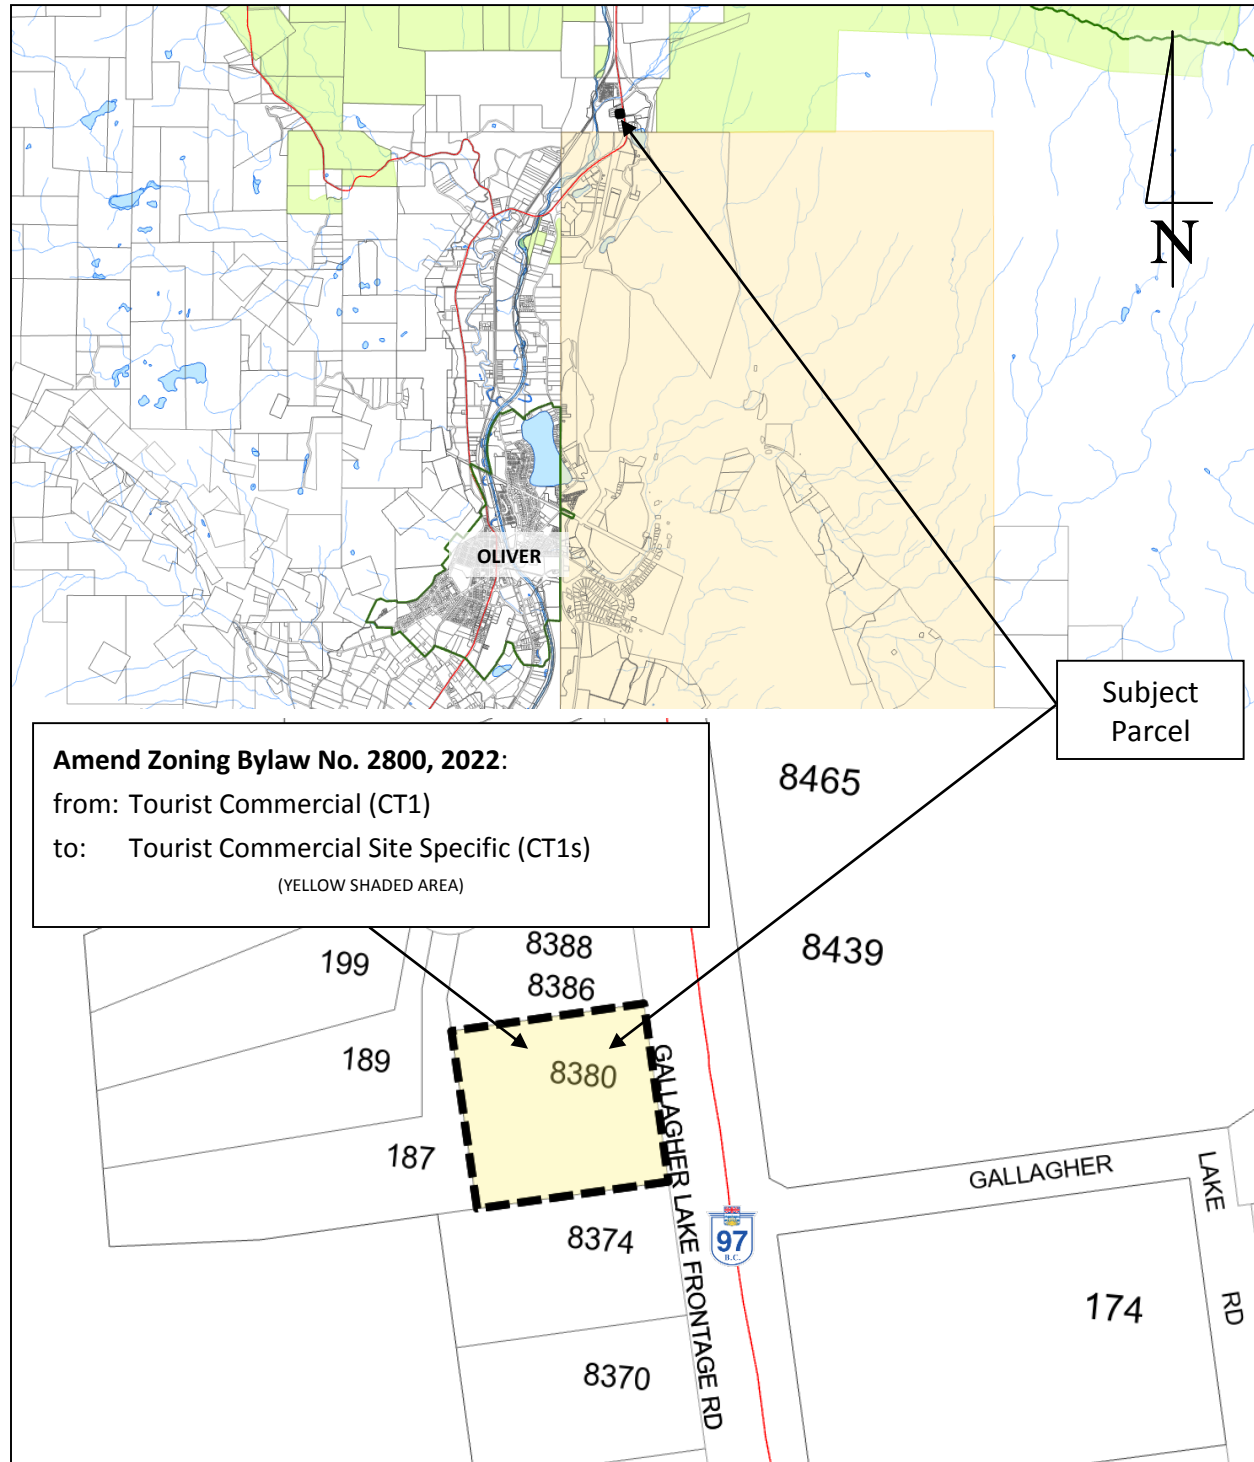 N
OLIVER
Subject
Parcel
Amend Zoning Bylaw No. 2800, 2022:
from: Tourist Commercial (CT1)
to: Tourist Commercial Site Specific (CT1s)
(YELLOW SHADED AREA)
8465
8439
8388
8386
199
189
187
8380
8374
8370
GALLAGHER LAKE FRONTAGE RD
97
B.C.
GALLAGHER
LAKE
RD
174